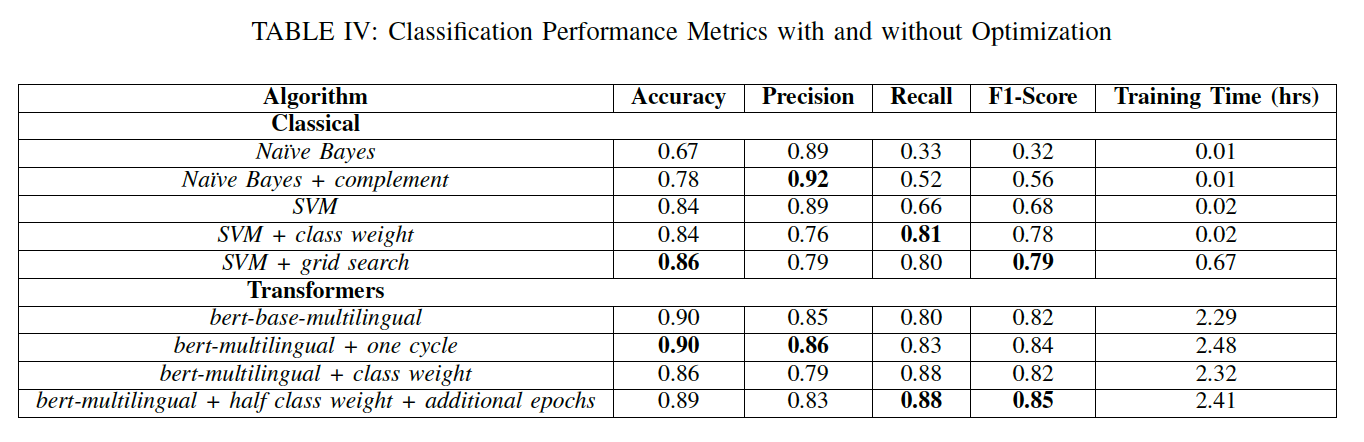 TABLE IV: Classification Performance Metrics with and without Optimization
Algorithm Accuracy Precision Recall F1-Score Training Time (hrs)
Classical
Naïve Bayes 0.67 0.89 0.33 0.32 0.01
Naïve Bayes + complement 0.78 0.92 0.52 0.56 0.01
SVM 0.84 0.89 0.66 0.68 0.02
SVM + class weight 0.84 0.76 0.81 0.78 0.02
SVM + grid search 0.86 0.79 0.80 0.79 0.67
Transformers
bert-base-multilingual 0.90 0.85 0.80 0.82 2.29
bert-multilingual + one cycle 0.90 0.86 0.83 0.84 2.48
bert-multilingual + class weight 0.86 0.79 0.88 0.82 2.32
bert-multilingual + half class weight + additional epochs 0.89 0.83 0.88 0.85 2.41